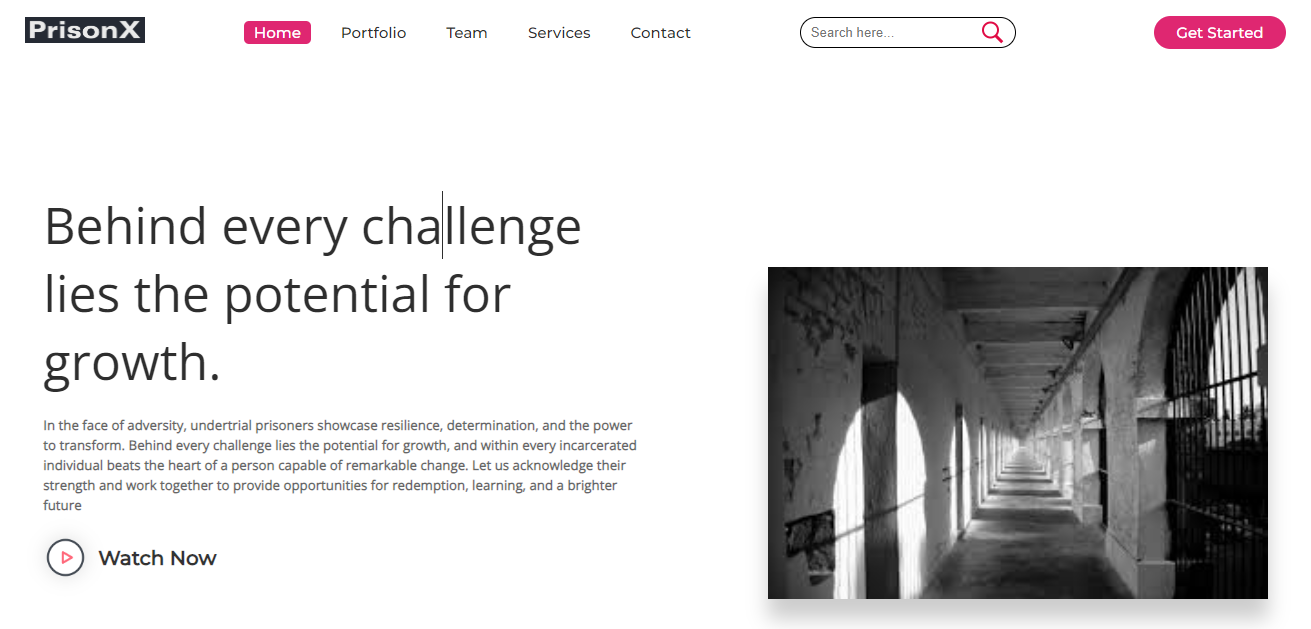 PrisonX
Home Portfolio Team Services Contact
Search here...
Get Started
Behind every challenge
lies the potential for
growth.
In the face of adversity, undertrial prisoners showcase resilience, determination, and the power
to transform. Behind every challenge lies the potential for growth, and within every incarcerated
individual beats the heart of a person capable of remarkable change. Let us acknowledge their
strength and work together to provide opportunities for redemption, learning, and a brighter
future
Watch Now